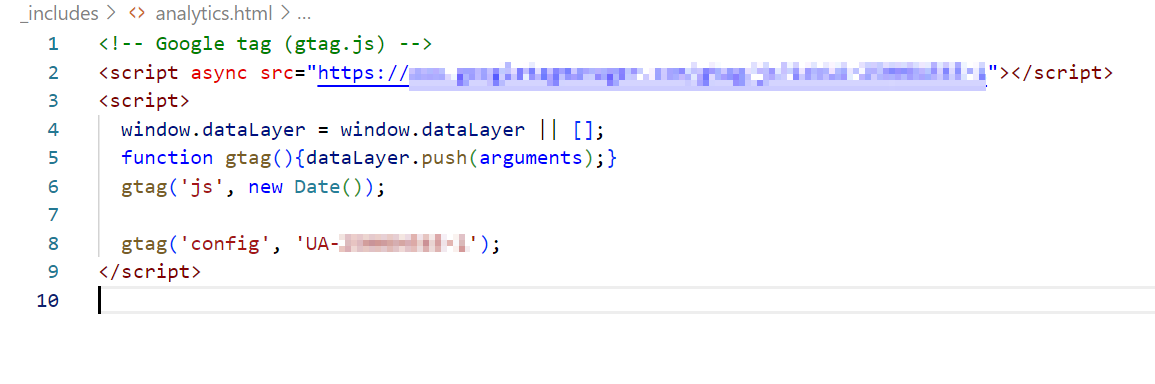 _includes > <> analytics.html > ...
1 <!-- Google tag (gtag.js) -->
2 <script async src="https://"></script>
3 <script>
4 window.dataLayer = window.dataLayer || [];
5 function gtag(){dataLayer.push(arguments);}
6 gtag('js', new Date());
7
8 gtag('config', 'UA-');
9 </script>
10